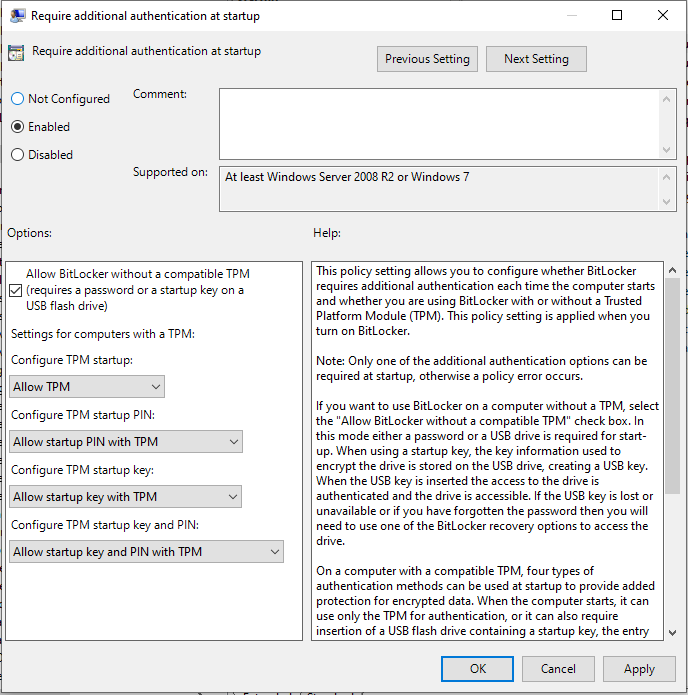 Require additional authentication at startup
Require additional authentication at startup
Previous Setting
Next Setting
Not Configured
Enabled
Disabled
Comment:
Supported on:
At least Windows Server 2008 R2 or Windows 7
Options:
Help:
Allow BitLocker without a compatible TPM
(requires a password or a startup key on a
USB flash drive)
Settings for computers with a TPM:
Configure TPM startup:
Allow TPM
Configure TPM startup PIN:
Allow startup PIN with TPM
Configure TPM startup key:
Allow startup key with TPM
Configure TPM startup key and PIN:
Allow startup key and PIN with TPM
This policy setting allows you to configure whether BitLocker
requires additional authentication each time the computer starts
and whether you are using BitLocker with or without a Trusted
Platform Module (TPM). This policy setting is applied when you
turn on BitLocker.
Note: Only one of the additional authentication options can be
required at startup, otherwise a policy error occurs.
If you want to use BitLocker on a computer without a TPM, select
the "Allow BitLocker without a compatible TPM" check box. In
this mode either a password or a USB drive is required for start-
up. When using a startup key, the key information used to
encrypt the drive is stored on the USB drive, creating a USB key.
When the USB key is inserted the access to the drive is
authenticated and the drive is accessible. If the USB key is lost or
unavailable or if you have forgotten the password then you will
need to use one of the BitLocker recovery options to access the
drive.
On a computer with a compatible TPM, four types of
authentication methods can be used at startup to provide added
protection for encrypted data. When the computer starts, it can
use only the TPM for authentication, or it can also require
insertion of a USB flash drive containing a startup key, the entry
OK
Cancel
Apply